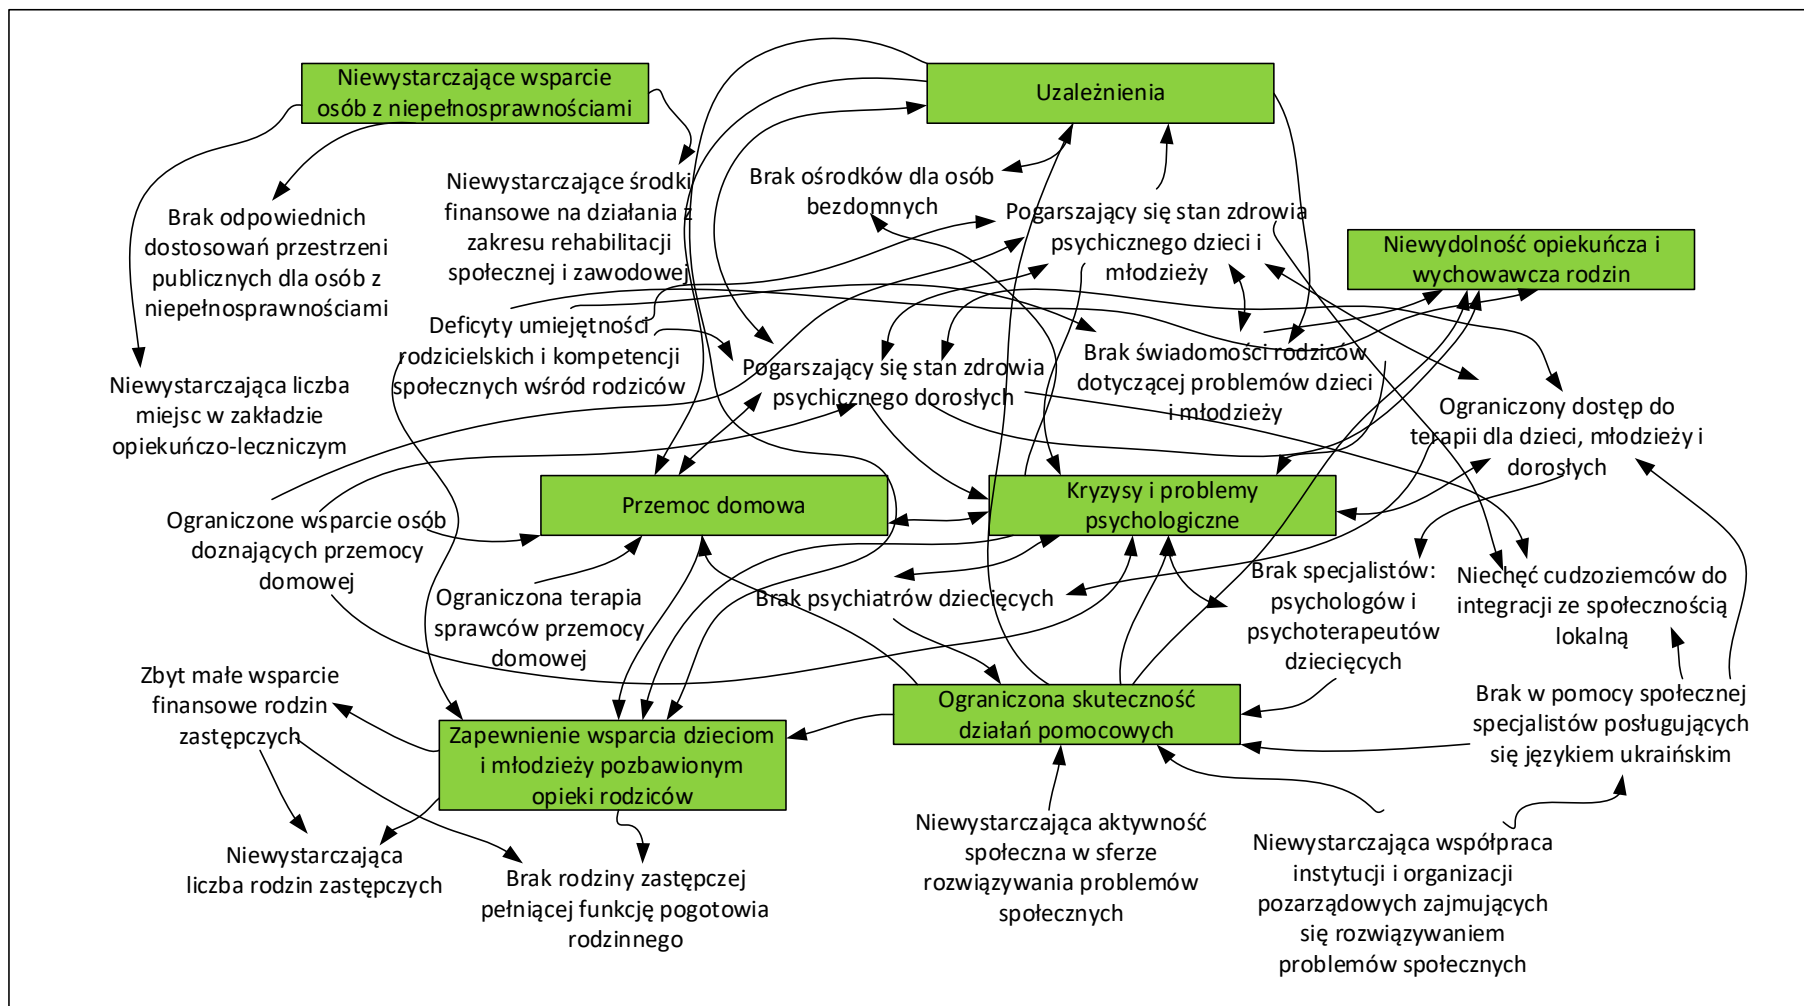 Niewystarczające wsparcie
osób z niepełnosprawnościami
Uzależnienia
Niewystarczające środki
finansowe na działania z
zakresu rehabilitacji
społecznej i zawodowej
Brak ośrodków dla osób
bezdomnych
Brak odpowiednich
dostosowań przestrzeni
publicznych dla osób z
niepełnosprawnościami
Pogarszający się stan zdrowia
psychicznego dzieci i
młodzieży
Niewydolność opiekuńcza i
wychowawcza rodzin
Deficyty umiejętności
rodzicielskich i kompetencji
społecznych wśród rodziców
Niewystarczająca liczba
miejsc w zakładzie
opiekuńczo-leczniczym
Pogarszający się stan zdrowia
psychicznego dorosłych
Brak świadomości rodziców
dotyczącej problemów dzieci
i młodzieży
Ograniczony dostęp do
terapii dla dzieci, młodzieży i
dorosłych
Przemoc domowa
Kryzysy i problemy
psychologiczne
Ograniczone wsparcie osób
doznających przemocy
domowej
Ograniczona terapia
sprawców przemocy
domowej
Brak psychiatrów dziecięcych
Brak specjalistów:
psychologów i
psychoterapeutów
dziecięcych
Niechęć cudzoziemców do
integracji ze społecznością
lokalną
Zbyt małe wsparcie
finansowe rodzin
zastępczych
Zapewnienie wsparcia dzieciom
i młodzieży pozbawionym
opieki rodziców
Ograniczona skuteczność
działań pomocowych
Brak w pomocy społecznej
specjalistów posługujących
się językiem ukraińskim
Niewystarczająca
liczba rodzin zastępczych
Brak rodziny zastępczej
pełniącej funkcję pogotowia
rodzinnego
Niewystarczająca aktywność
społeczna w sferze
rozwiązywania problemów
społecznych
Niewystarczająca współpraca
instytucji i organizacji
pozarządowych zajmujących
się rozwiązywaniem
problemów społecznych